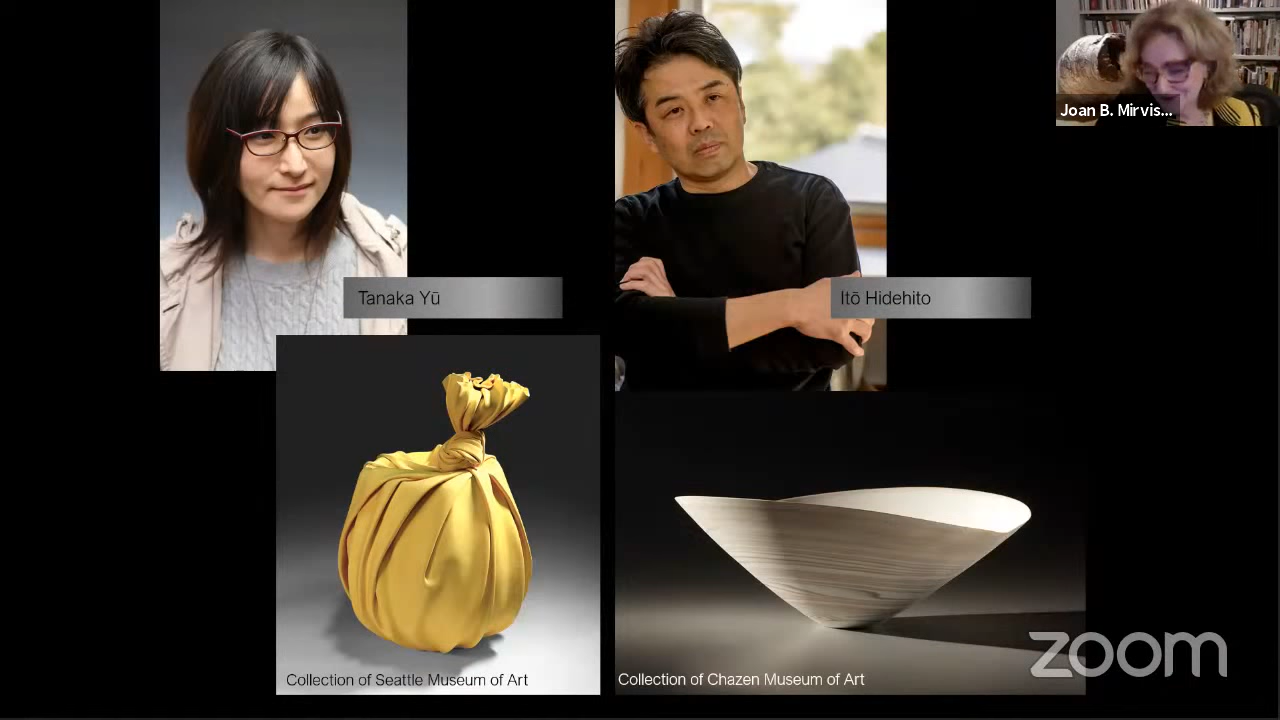 Joan B. Mirvis...
Tanaka Yū
Itō Hidehito
Collection of Seattle Museum of Art
Collection of Chazen Museum of Art
zoom